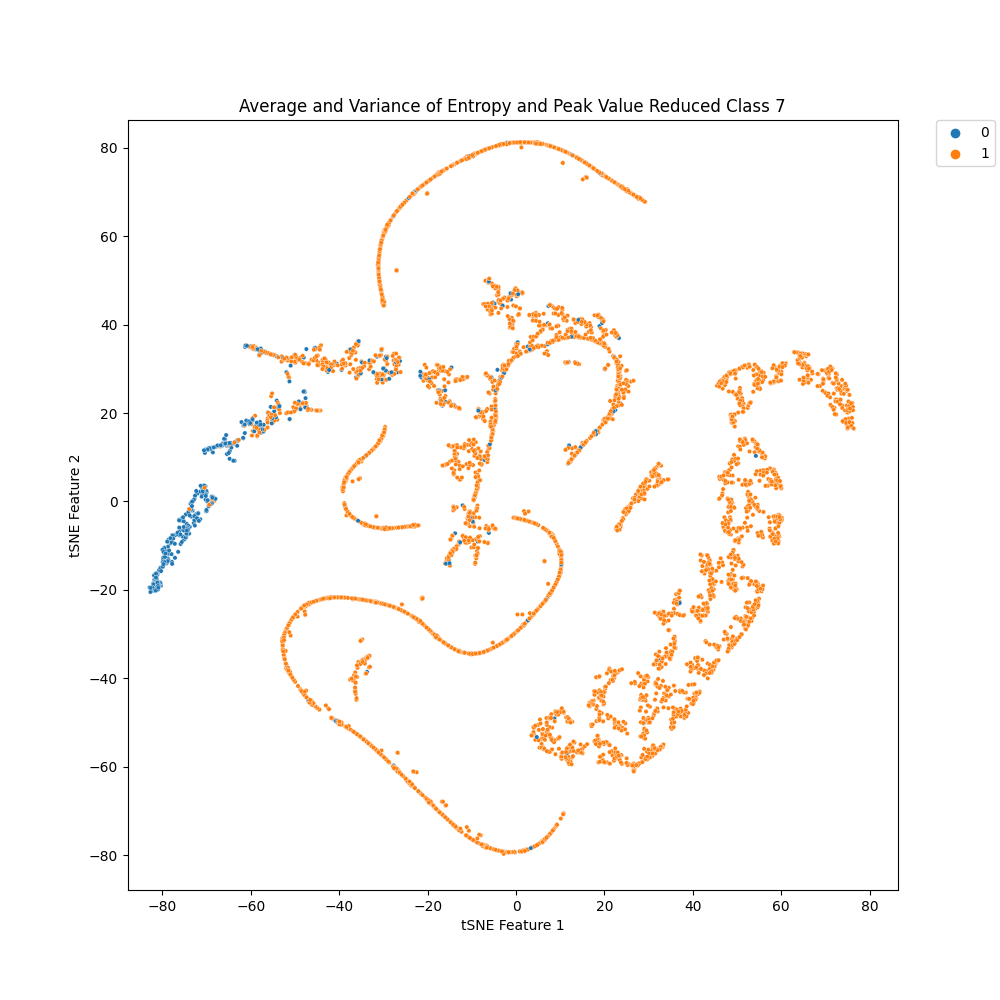 Average and Variance of Entropy and Peak Value Reduced Class 7
0
1
80
60
40
20
0
−20
−40
−60
−80
tSNE Feature 2
−80 −60 −40 −20 0 20 40 60 80
tSNE Feature 1